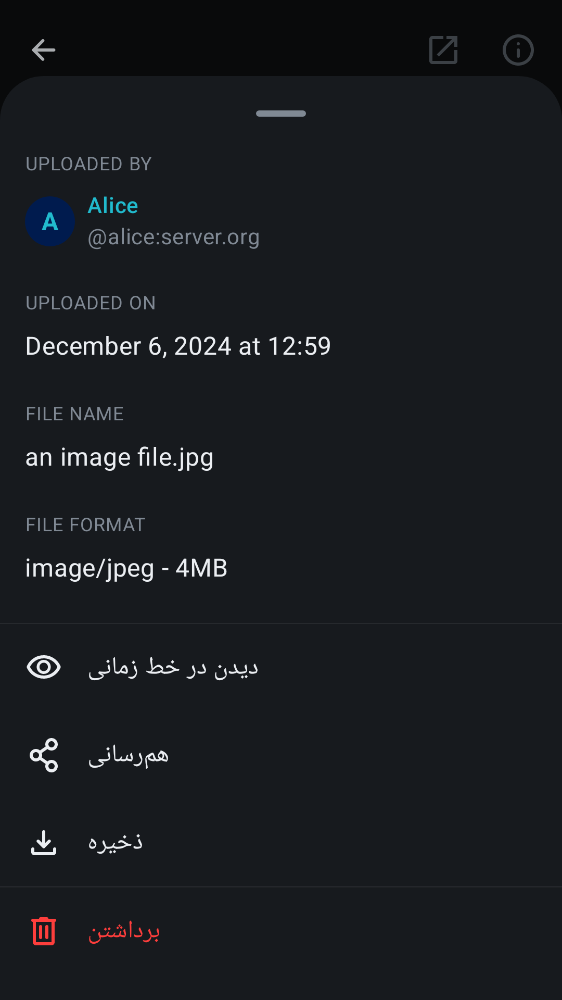 UPLOADED BY
A
Alice
@alice:server.org
UPLOADED ON
December 6, 2024 at 12:59
FILE NAME
an image file.jpg
FILE FORMAT
image/jpeg - 4MB
دیدن در خط زمانی
هم‌رسانی
ذخیره
برداشتن